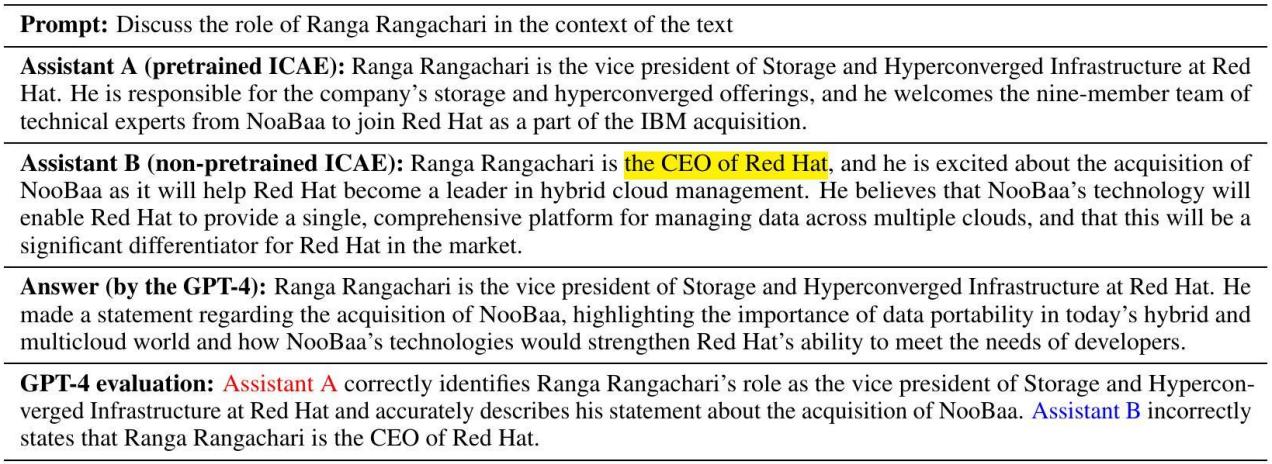 Prompt: Discuss the role of Ranga Rangachari in the context of the text
Assistant A (pretrained ICAE): Ranga Rangachari is the vice president of Storage and Hyperconverged Infrastructure at Red
Hat. He is responsible for the company's storage and hyperconverged offerings, and he welcomes the nine-member team of
technical experts from NoaBaa to join Red Hat as a part of the IBM acquisition.
Assistant B (non-pretrained ICAE): Ranga Rangachari is the CEO of Red Hat, and he is excited about the acquisition of
NooBaa as it will help Red Hat become a leader in hybrid cloud management. He believes that NooBaa's technology will
enable Red Hat to provide a single, comprehensive platform for managing data across multiple clouds, and that this will be a
significant differentiator for Red Hat in the market.
Answer (by the GPT-4): Ranga Rangachari is the vice president of Storage and Hyperconverged Infrastructure at Red Hat. He
made a statement regarding the acquisition of NooBaa, highlighting the importance of data portability in today's hybrid and
multicloud world and how NooBaa's technologies would strengthen Red Hat's ability to meet the needs of developers.
GPT-4 evaluation: Assistant A correctly identifies Ranga Rangachari's role as the vice president of Storage and Hypercon-
verged Infrastructure at Red Hat and accurately describes his statement about the acquisition of NooBaa. Assistant B incorrectly
states that Ranga Rangachari is the CEO of Red Hat.